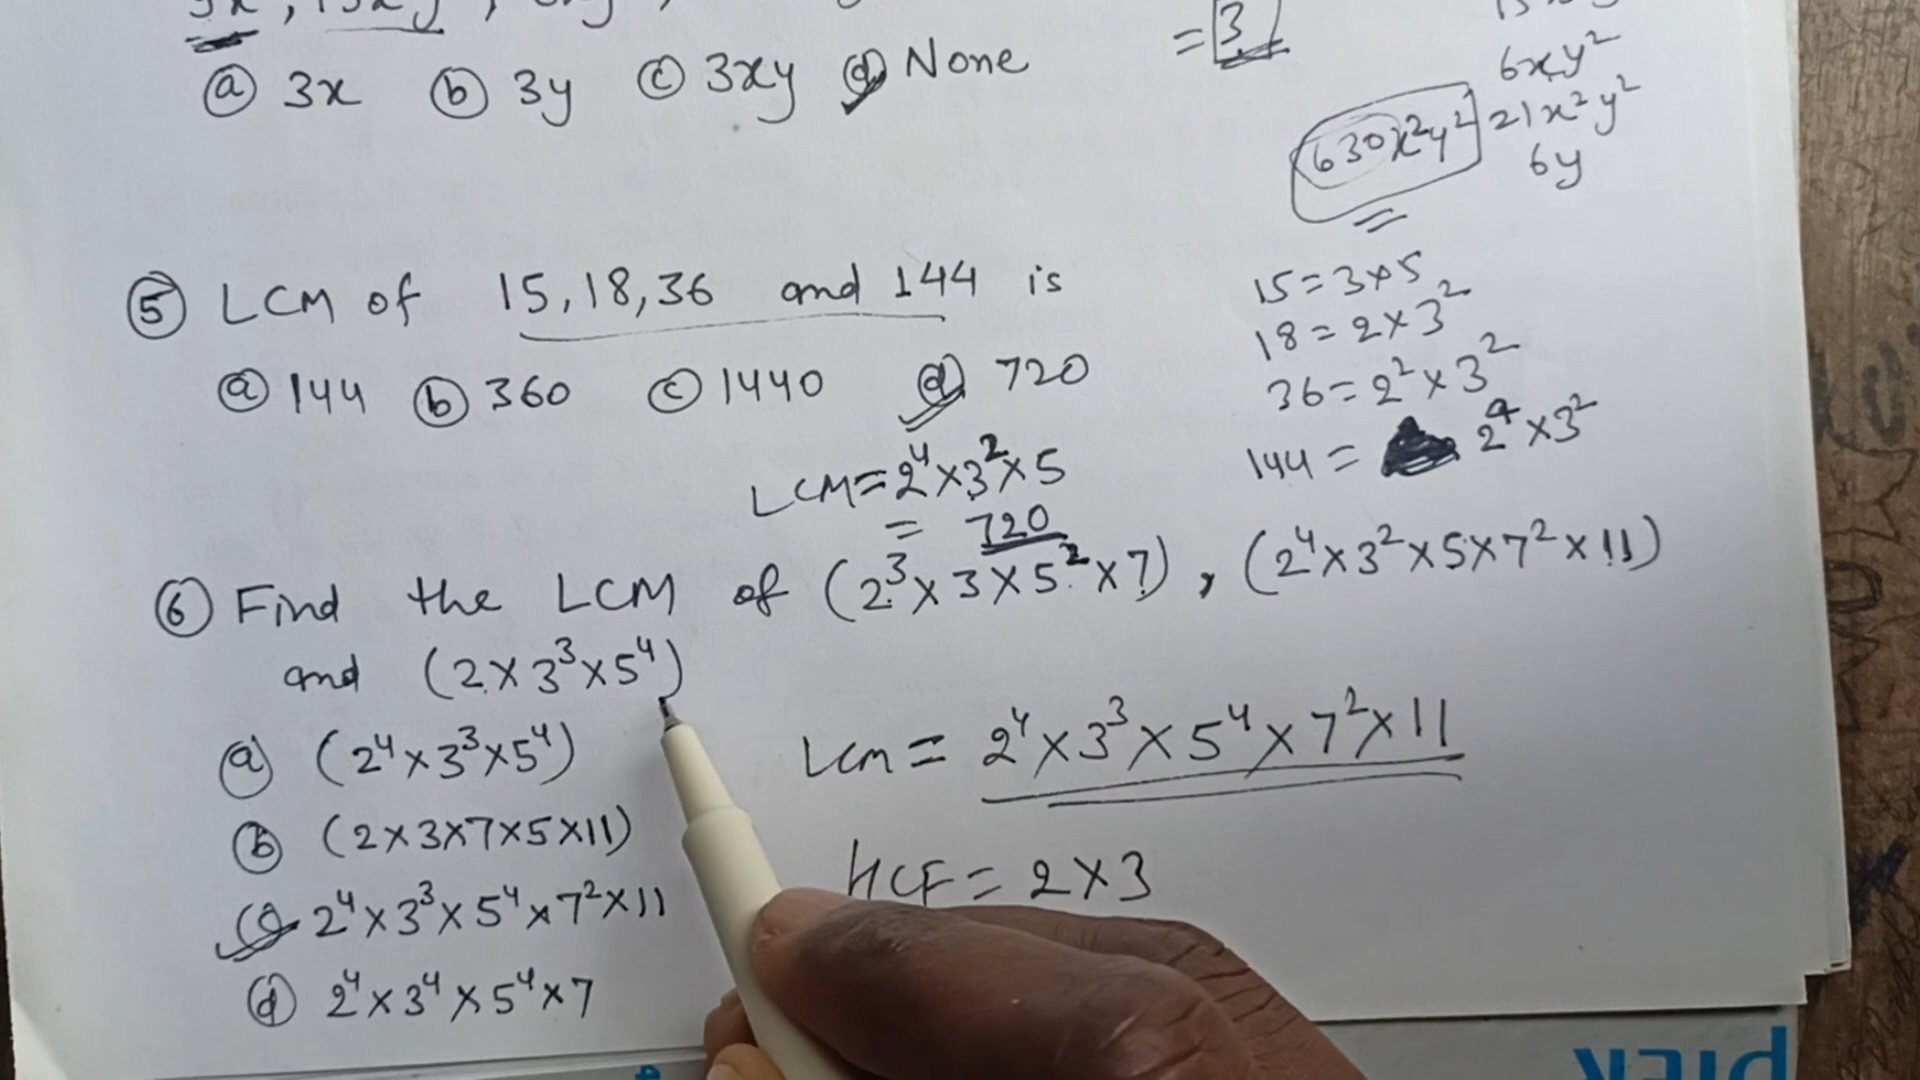 ⓐ 3x ⓑ 3y ⓒ 3xy ⓓ None
= 3
6xy²
21x²y²
630x²y²
6y
⑤ LCM of 15, 18, 36 and 144 is
ⓐ 144 ⓑ 360 ⓒ 1440 ⓓ 720
15 = 3×5
18 = 2×3²
36 = 2²×3²
144 = 2⁴×3²
LCM = 2⁴×3²×5
= 720
⑥ Find the LCM of (2³×3×5²×7), (2⁴×3²×5×7²×11)
and (2×3³×5⁴)
ⓐ (2⁴×3³×5⁴)
ⓑ (2×3×7×5×11)
ⓒ 2⁴×3³×5⁴×7²×11
ⓓ 2⁴×3⁴×5⁴×7
Lcm = 2⁴×3³×5⁴×7²×11
HCF = 2×3